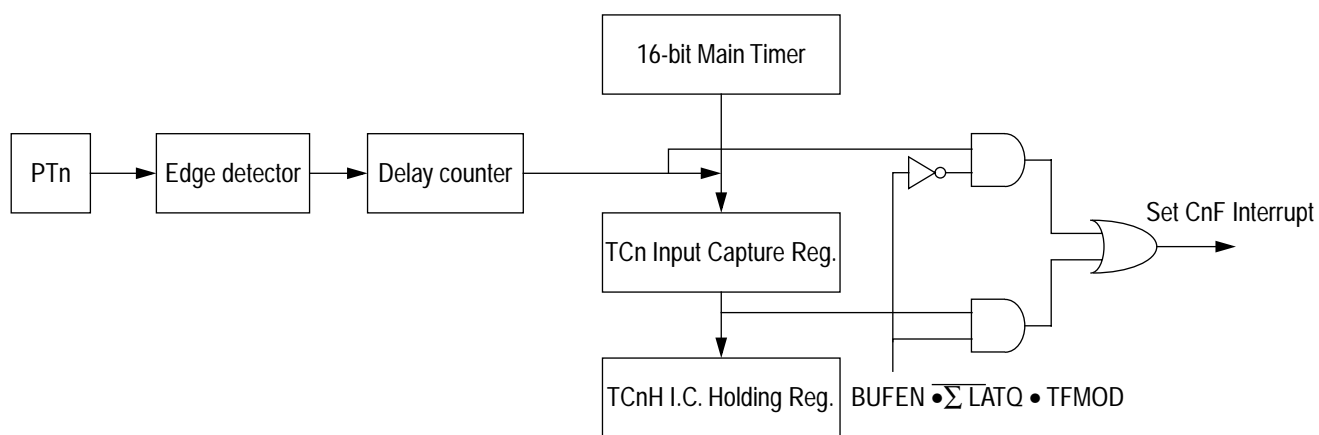 16-bit Main Timer
PTn
Edge detector
Delay counter
Set CnF Interrupt
TCn Input Capture Reg.
TCnH I.C. Holding Reg.
BUFEN •∑ LATQ • TFMOD